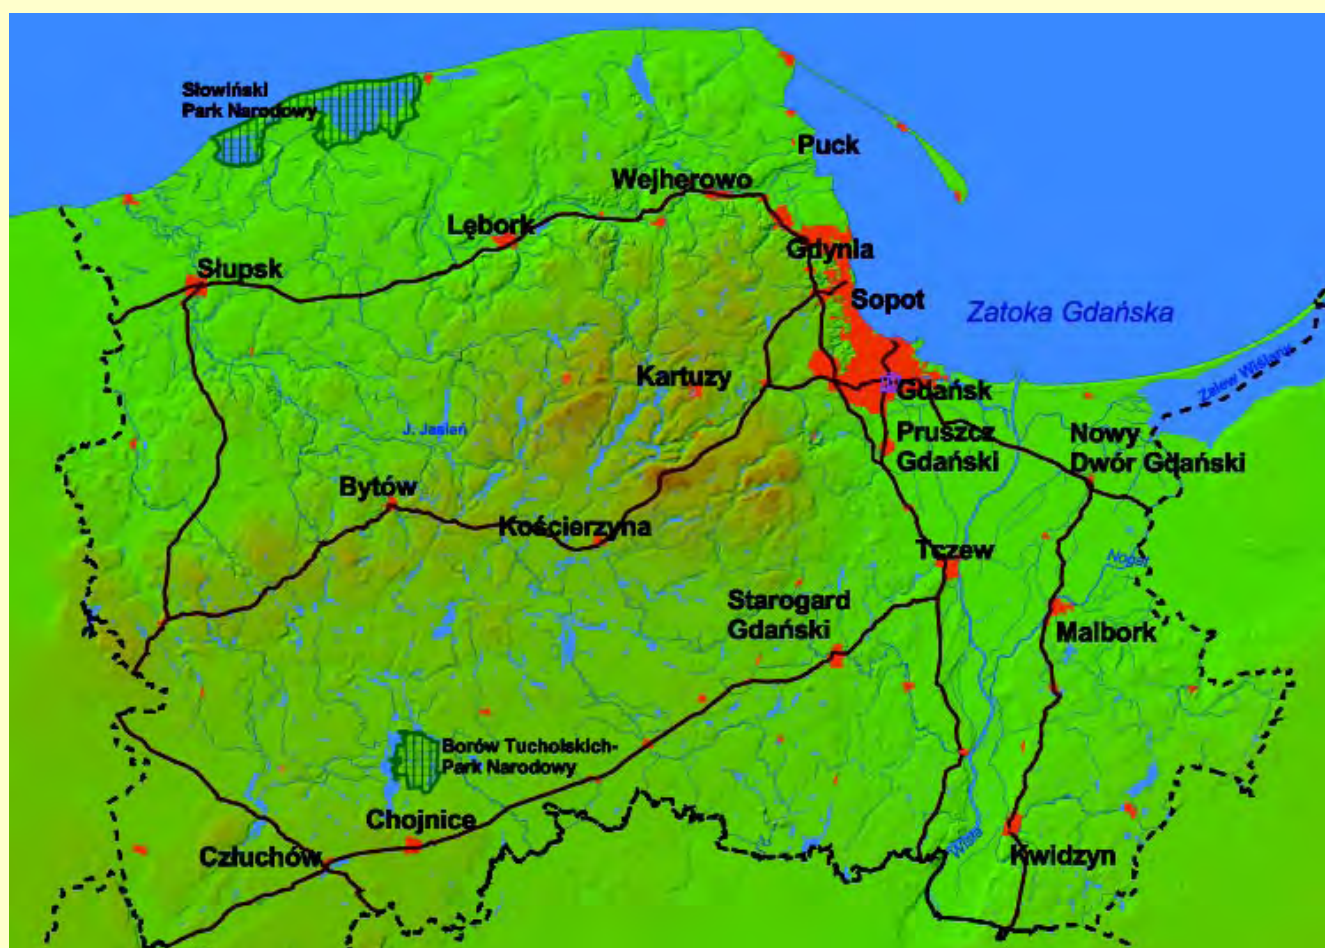 Słowiński
Park Narodowy
Puck
Wejherowo
Lębork
Gdynia
Słupsk
Sopot
Zatoka Gdańska
Zalew Wiślany
Kartuzy
Gdańsk
J. Jasień
Pruszcz
Gdański
Nowy
Dwór Gdański
Bytów
Kościerzyna
Tczew
Nogat
Starogard
Gdański
Malbork
Borów Tucholskich-
Park Narodowy
Chojnice
Człuchów
Wisła
Kwidzyn